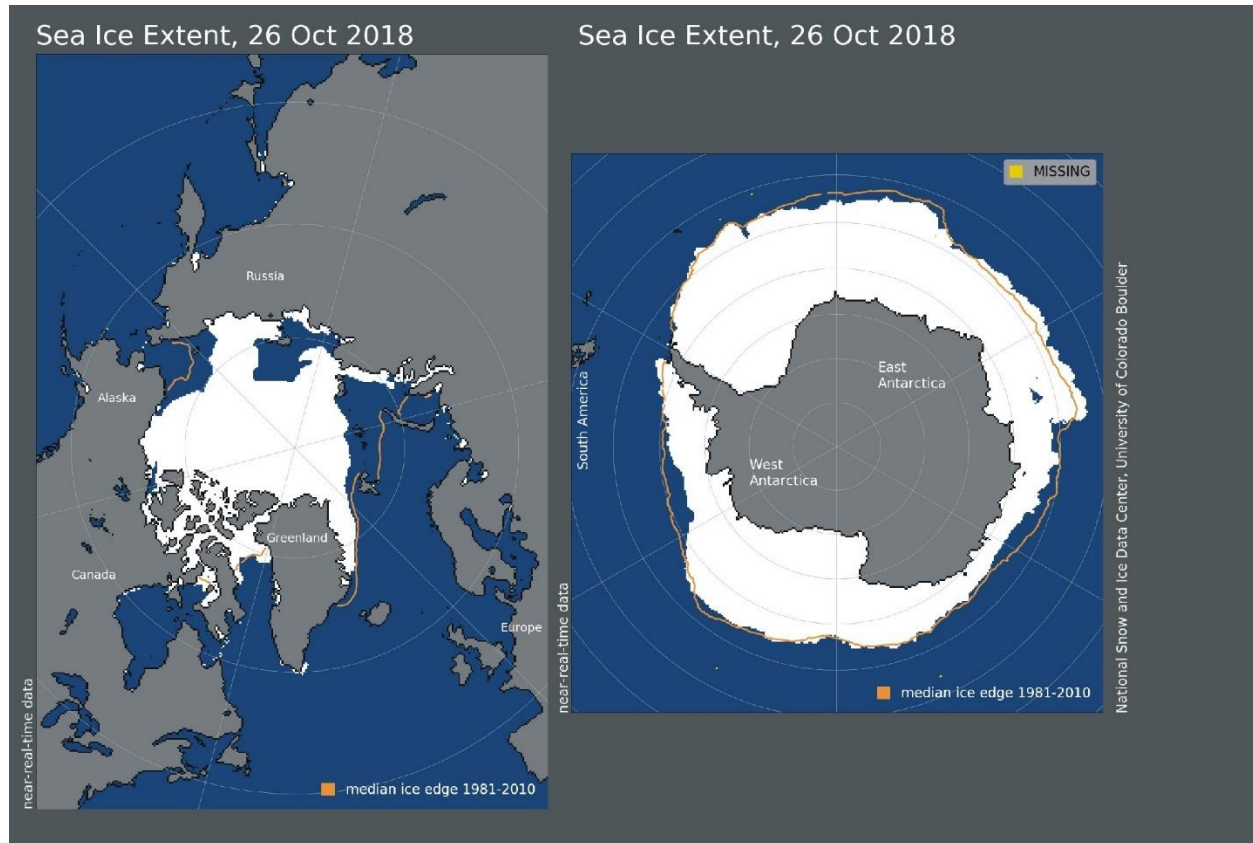 Sea Ice Extent, 26 Oct 2018
Russia
Alaska
Greenland
Canada
Europe
near-real-time data
median ice edge 1981-2010
Sea Ice Extent, 26 Oct 2018
MISSING
South America
East
Antarctica
West
Antarctica
near-real-time data
median ice edge 1981-2010
National Snow and Ice Data Center, University of Colorado Boulder